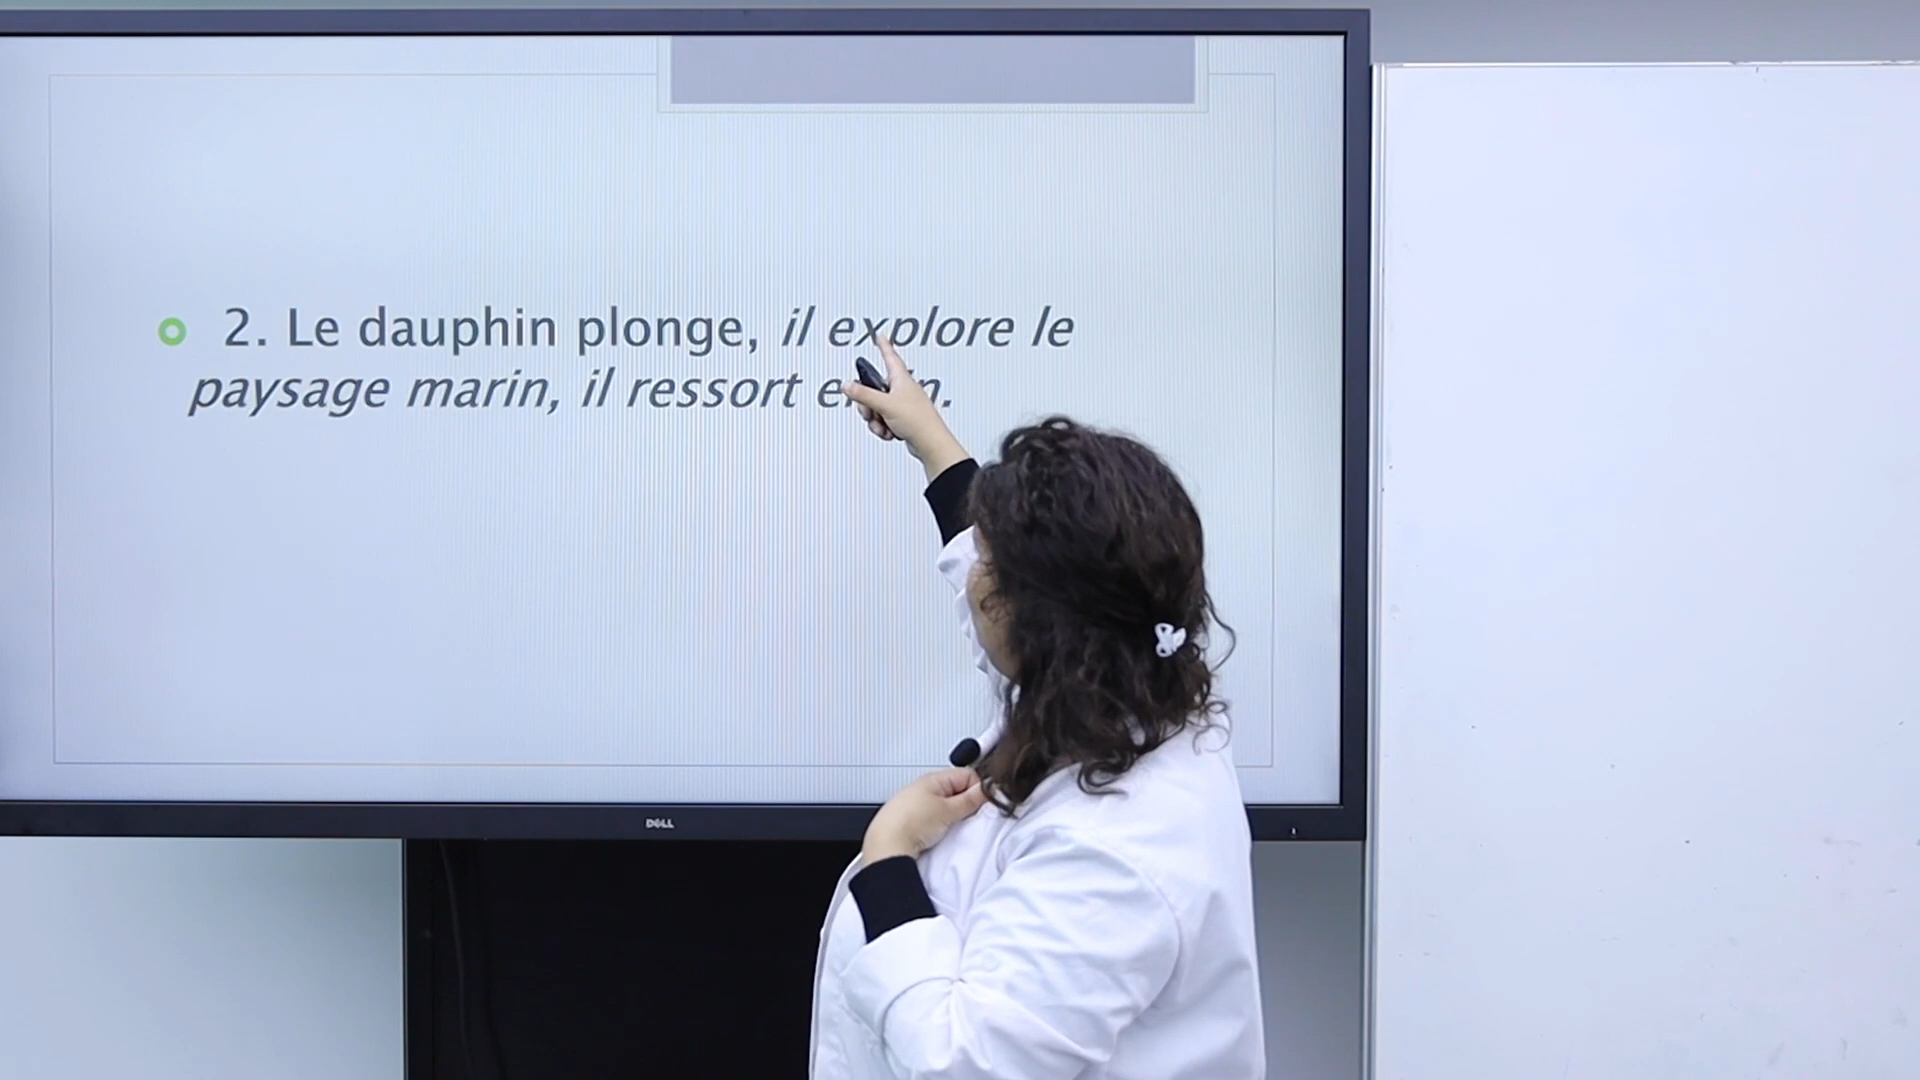 2. Le dauphin plonge, il explore le
paysage marin, il ressort
DELL